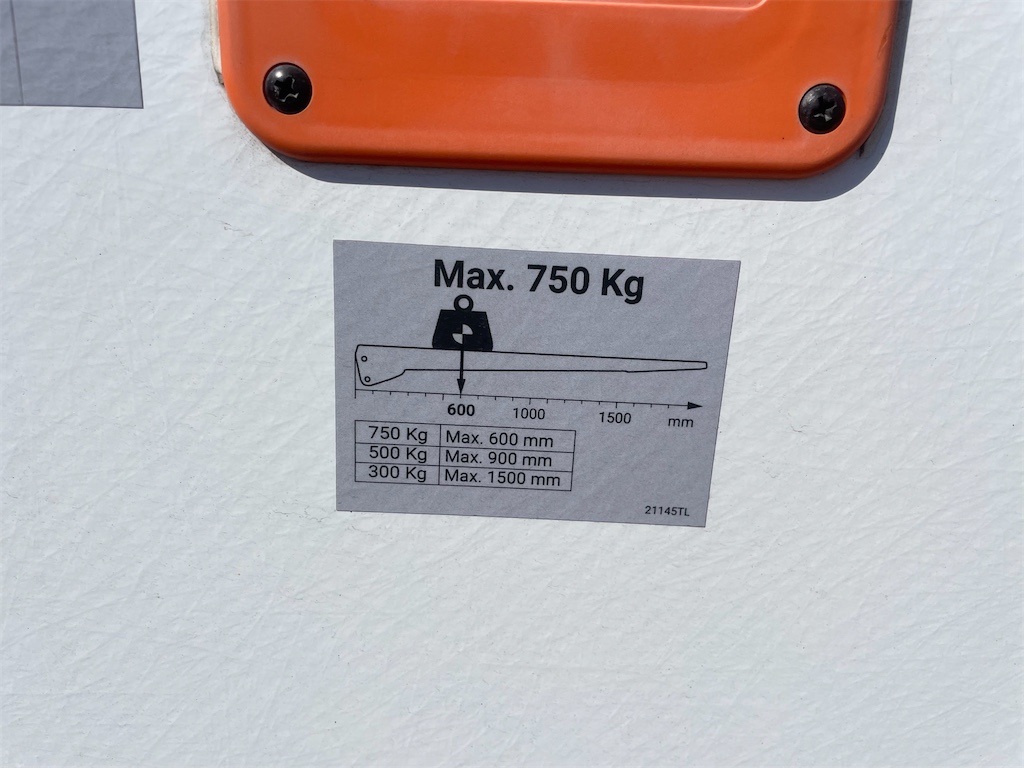 Max. 750 Kg
600 1000 1500 mm
750 Kg Max. 600 mm
500 Kg Max. 900 mm
300 Kg Max. 1500 mm
21145TL